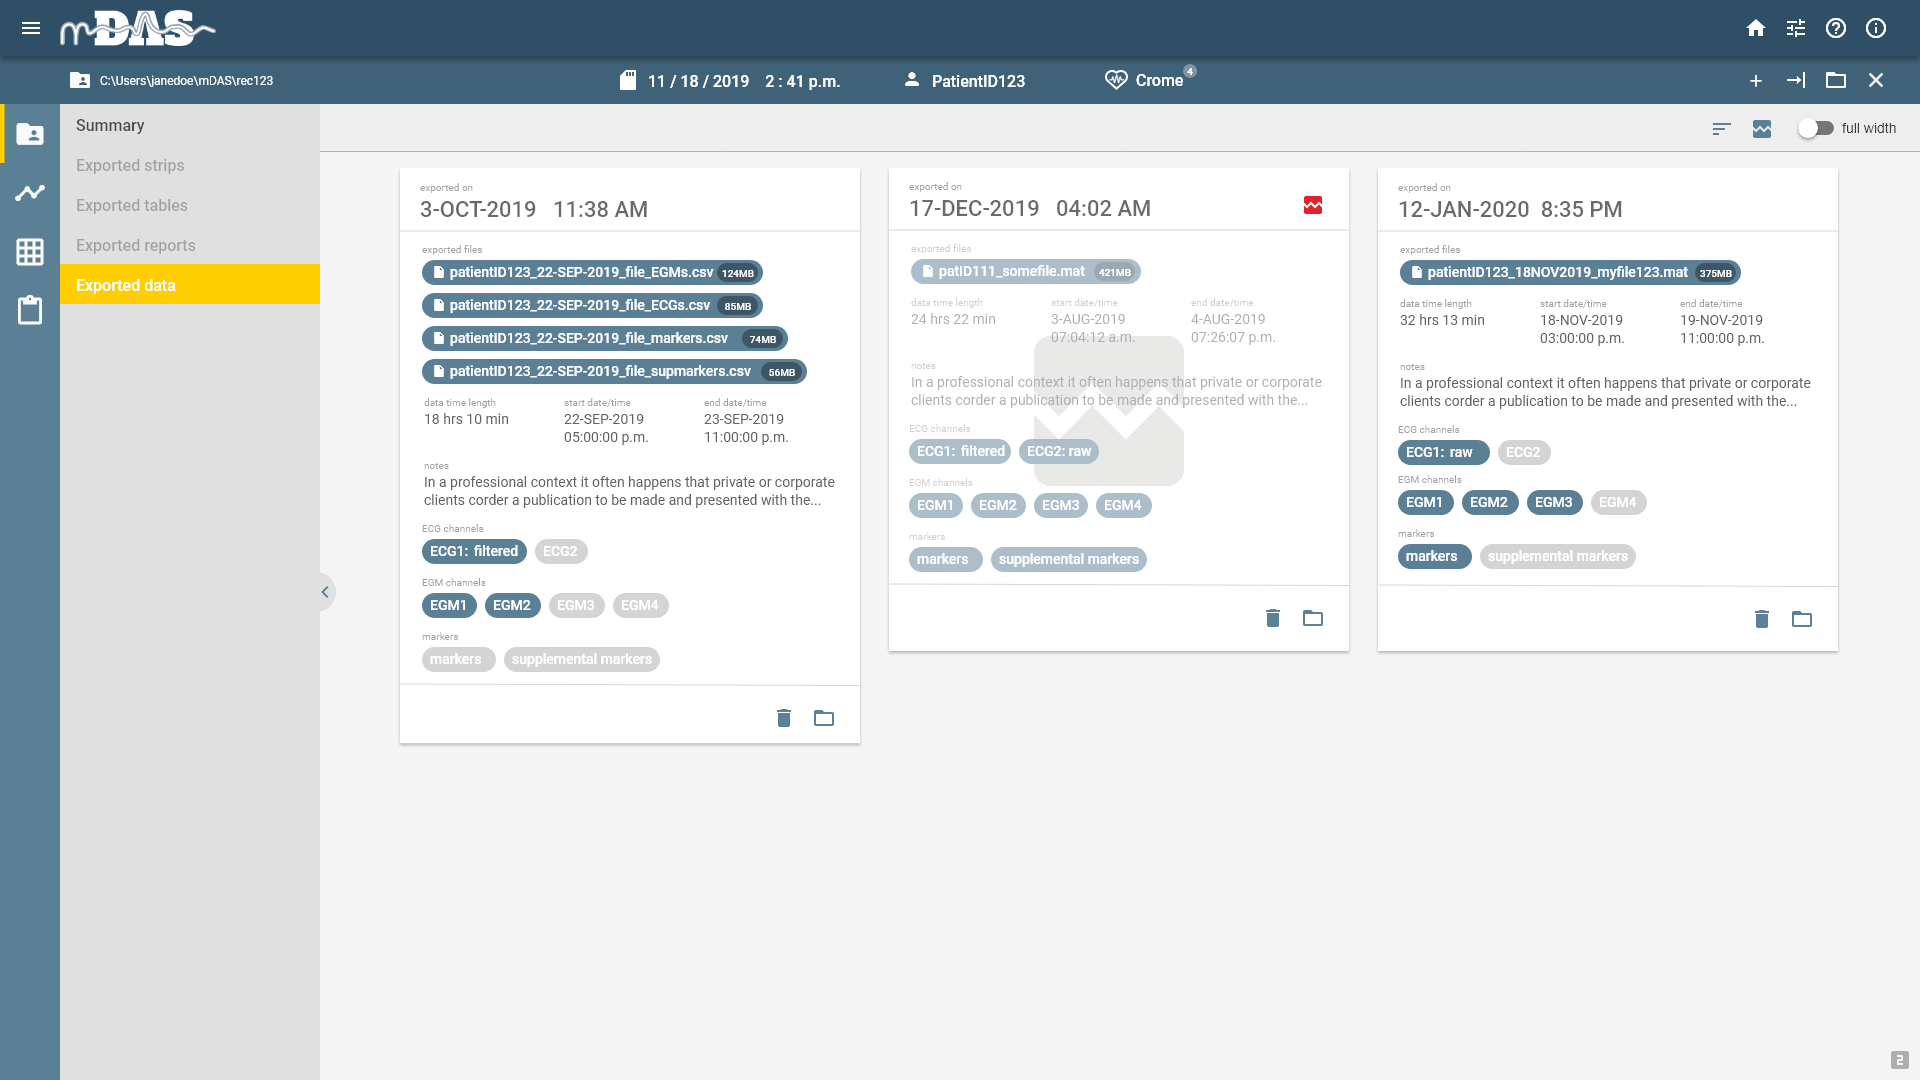 mDAS
C:\Users\janedoe\mDAS\rec123
11 / 18 / 2019 2 : 41 p.m.
PatientID123
Crome 4
Summary
Exported strips
Exported tables
Exported reports
Exported data
full width
exported on
3-OCT-2019 11:38 AM
exported files
patientID123_22-SEP-2019_file_EGMs.csv 124MB
patientID123_22-SEP-2019_file_ECGs.csv 85MB
patientID123_22-SEP-2019_file_markers.csv 74MB
patientID123_22-SEP-2019_file_supmarkers.csv 56MB
data time length start date/time end date/time
18 hrs 10 min 22-SEP-2019 23-SEP-2019
05:00:00 p.m. 11:00:00 p.m.
notes
In a professional context it often happens that private or corporate
clients corder a publication to be made and presented with the...
ECG channels
ECG1: filtered ECG2
EGM channels
EGM1 EGM2 EGM3 EGM4
markers
markers supplemental markers
exported on
17-DEC-2019 04:02 AM
exported files
patID111_somefile.mat 421MB
data time length start date/time end date/time
24 hrs 22 min 3-AUG-2019 4-AUG-2019
07:04:12 a.m. 07:26:07 p.m.
notes
In a professional context it often happens that private or corporate
clients corder a publication to be made and presented with the...
ECG channels
ECG1: filtered ECG2: raw
EGM channels
EGM1 EGM2 EGM3 EGM4
markers
markers supplemental markers
exported on
12-JAN-2020 8:35 PM
exported files
patientID123_18NOV2019_myfile123.mat 375MB
data time length start date/time end date/time
32 hrs 13 min 18-NOV-2019 19-NOV-2019
03:00:00 p.m. 11:00:00 p.m.
notes
In a professional context it often happens that private or corporate
clients corder a publication to be made and presented with the...
ECG channels
ECG1: raw ECG2
EGM channels
EGM1 EGM2 EGM3 EGM4
markers
markers supplemental markers
2